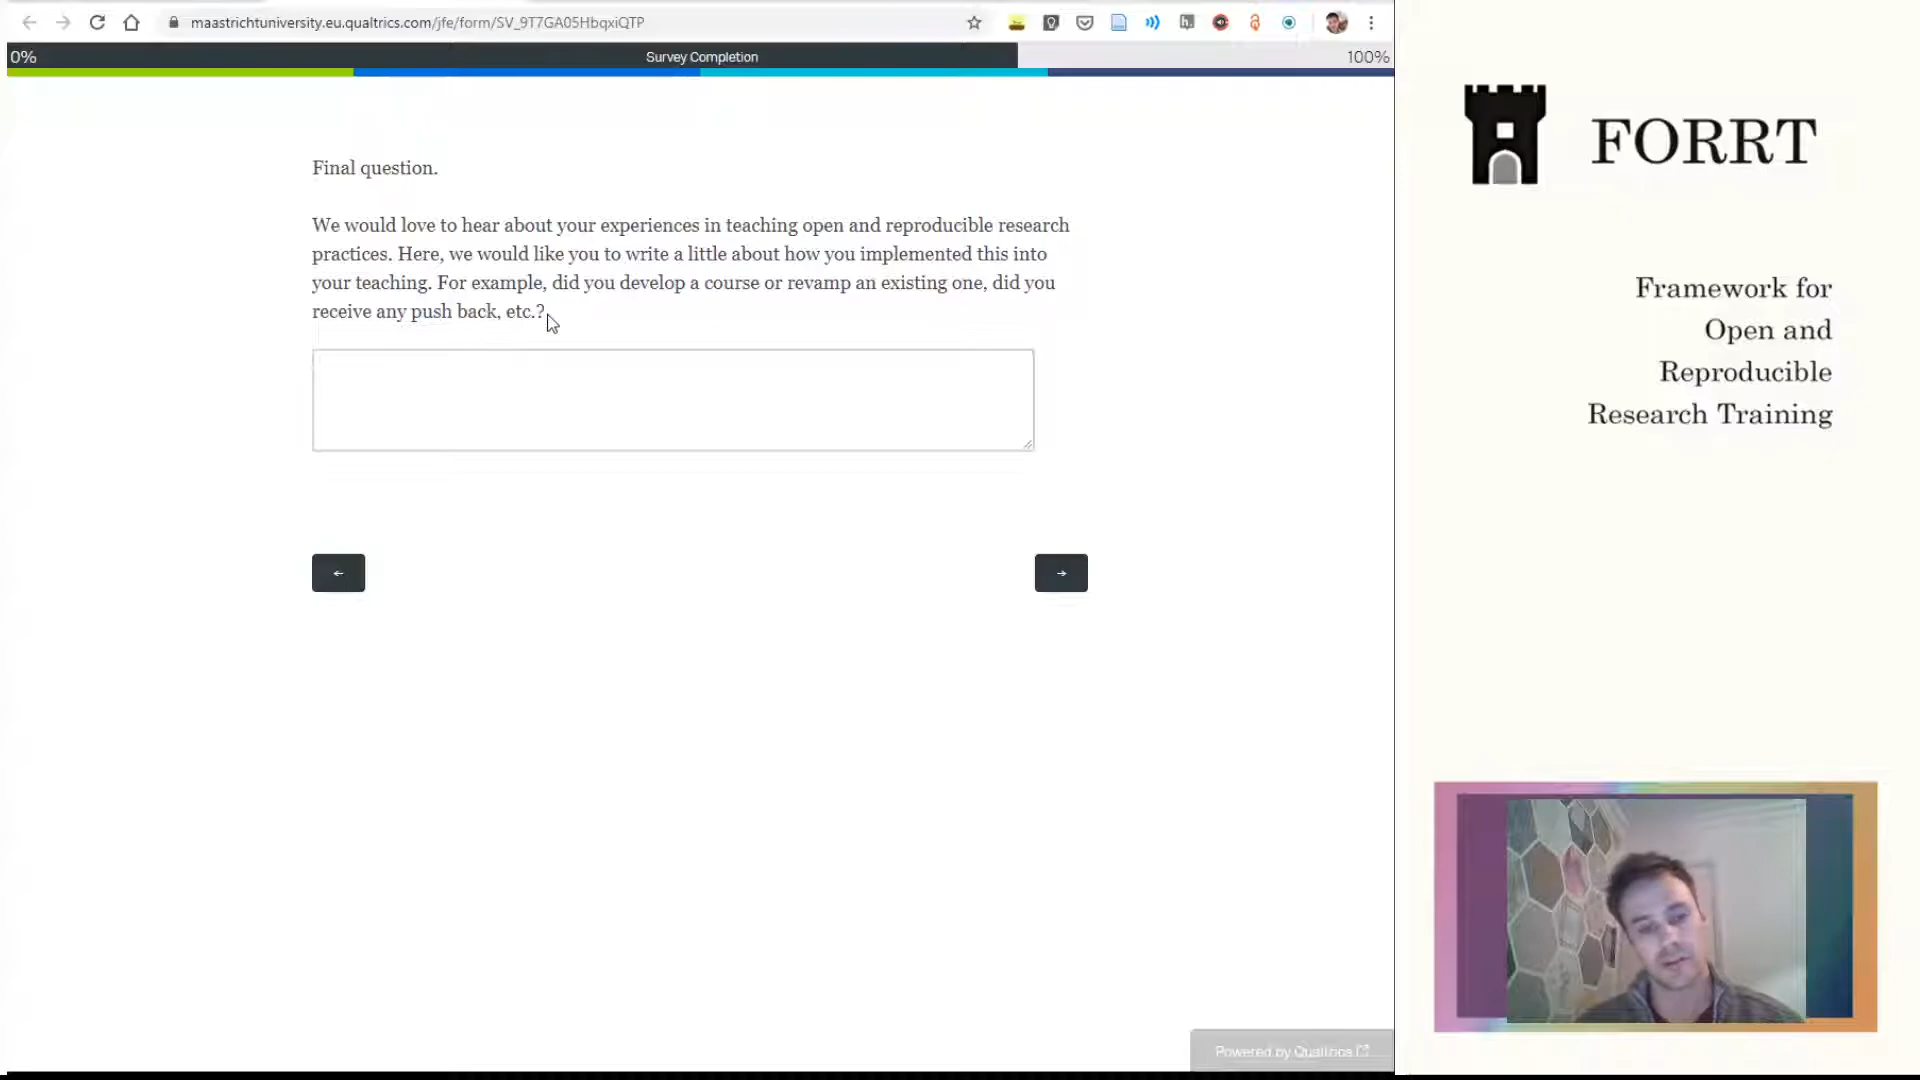 maastrichtuniversity.eu.qualtrics.com/jfe/form/SV_9T7GA05HbqxiQTP
0%
Survey Completion
100%
Final question.
We would love to hear about your experiences in teaching open and reproducible research
practices. Here, we would like you to write a little about how you implemented this into
your teaching. For example, did you develop a course or revamp an existing one, did you
receive any push back, etc.?
←
→
Powered by Qualtrics
FORRT
Framework for
Open and
Reproducible
Research Training